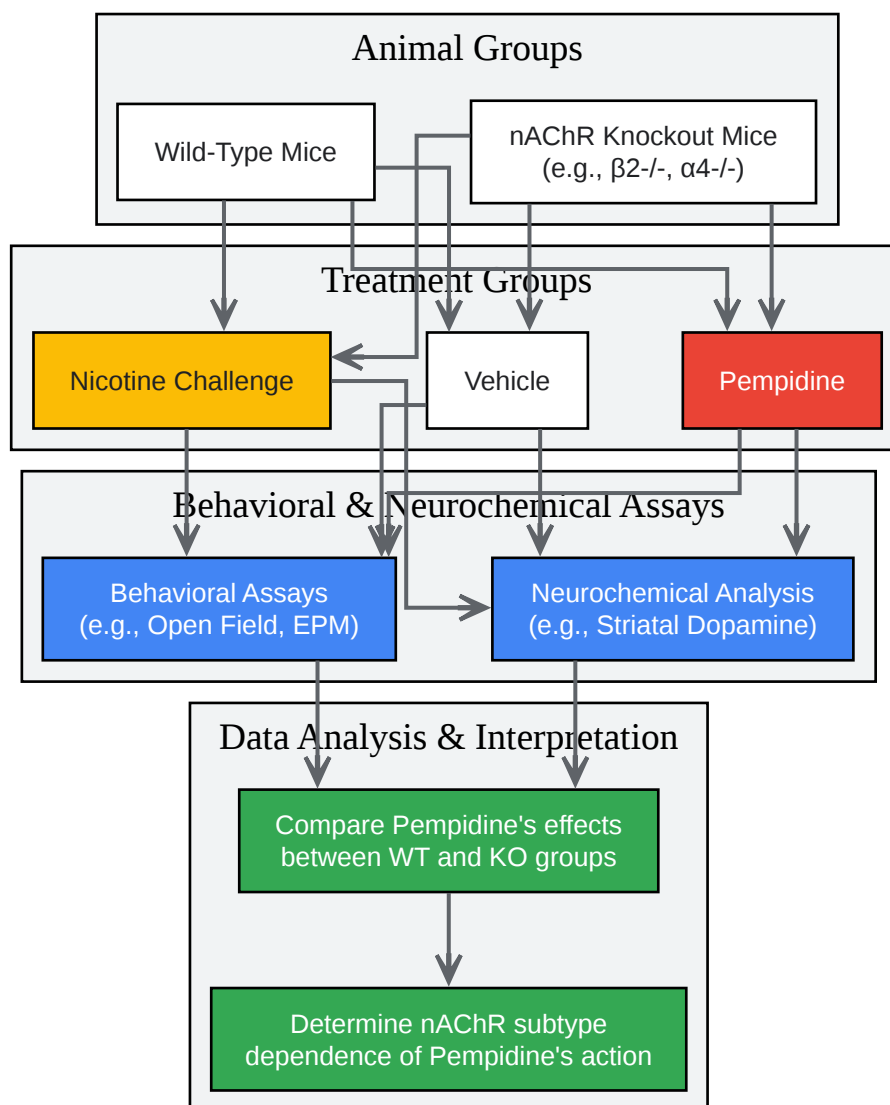 Animal Groups
Wild-Type Mice
nAChR Knockout Mice
(e.g., β2-/-, α4-/-)
Treatment Groups
Nicotine Challenge
Vehicle
Pempidine
Behavioral & Neurochemical Assays
Behavioral Assays
(e.g., Open Field, EPM)
Neurochemical Analysis
(e.g., Striatal Dopamine)
Data Analysis & Interpretation
Compare Pempidine's effects
between WT and KO groups
Determine nAChR subtype
dependence of Pempidine's action